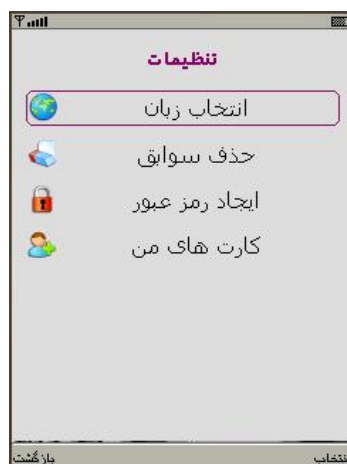 تنظیمات
انتخاب زبان
حذف سوابق
ایجاد رمز عبور
کارت های من
انتخاب
بازگشت